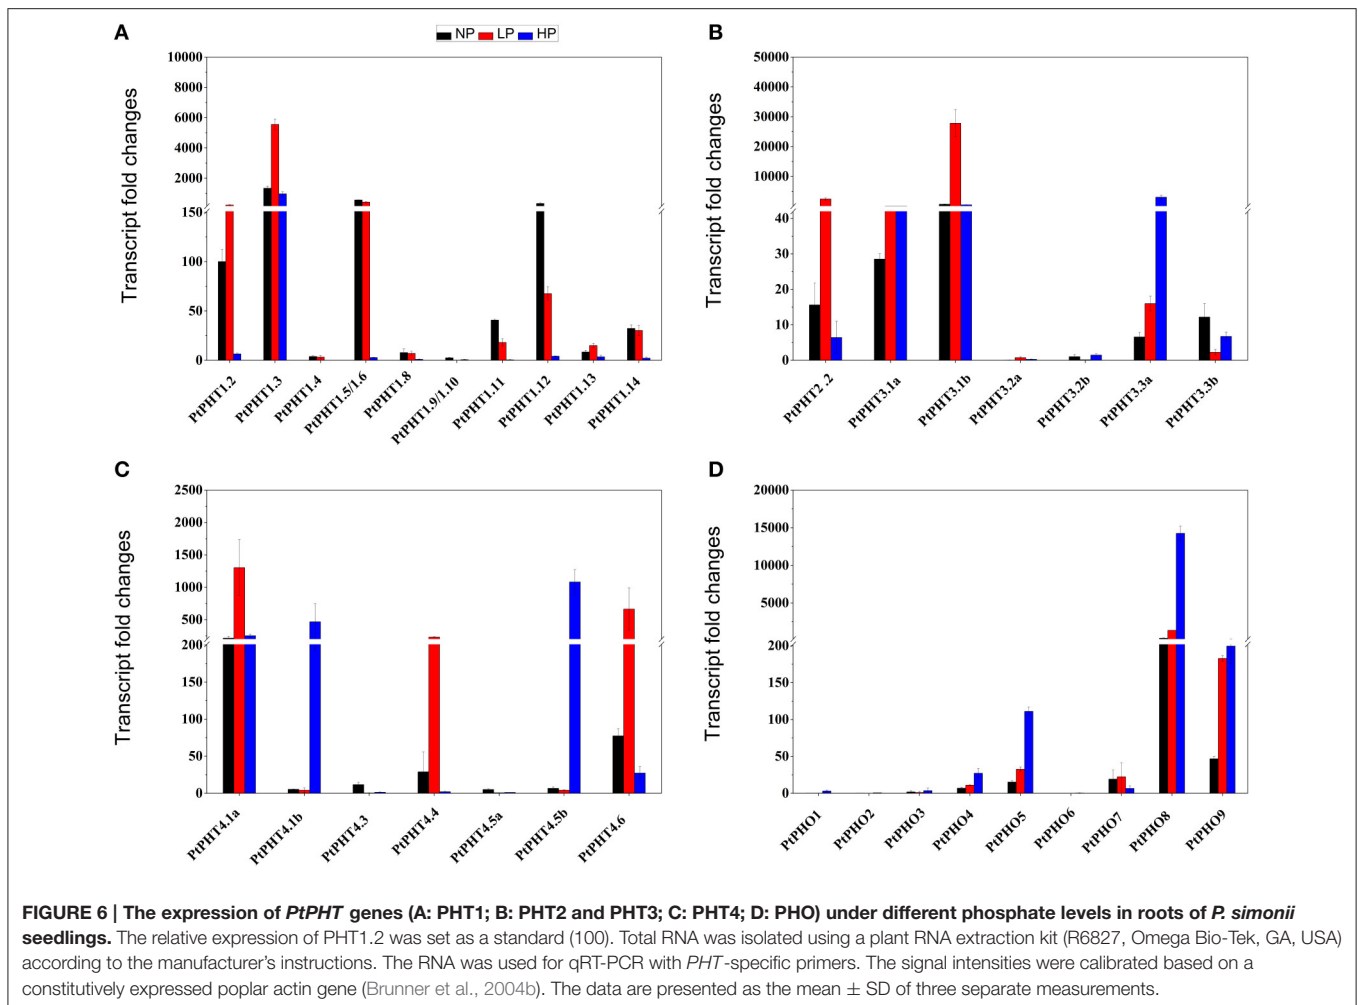 A
NP LP HP
Transcript fold changes
10000
8000
6000
4000
2000
150
100
50
0
PtPHT1.2
PtPHT1.3
PtPHT1.4
PtPHT1.5/1.6
PtPHT1.8
PtPHT1.9/1.10
PtPHT1.11
PtPHT1.12
PtPHT1.13
PtPHT1.14
B
Transcript fold changes
50000
40000
30000
20000
10000
40
30
20
10
0
PtPHT2 .2
PtPHT3.1a
PtPHT3.1b
PtPHT3.2a
PtPHT3.2b
PtPHT3.3a
PtPHT3.3b
C
Transcript fold changes
2500
2000
1500
1000
500
200
150
100
50
0
PtPHT4.1a
PtPHT4.1b
PtPHT4.3
PtPHT4.4
PtPHT4.5a
PtPHT4.5b
PtPHT4.6
D
Transcript fold changes
20000
15000
10000
5000
200
150
100
50
0
PtPHO1
PtPHO2
PtPHO3
PtPHO4
PtPHO5
PtPHO6
PtPHO7
PtPHO8
PtPHO9
FIGURE 6 | The expression of PtPHT genes (A: PHT1; B: PHT2 and PHT3; C: PHT4; D: PHO) under different phosphate levels in roots of P. simonii
seedlings. The relative expression of PHT1.2 was set as a standard (100). Total RNA was isolated using a plant RNA extraction kit (R6827, Omega Bio-Tek, GA, USA)
according to the manufacturer's instructions. The RNA was used for qRT-PCR with PHT-specific primers. The signal intensities were calibrated based on a
constitutively expressed poplar actin gene (Brunner et al., 2004b). The data are presented as the mean ± SD of three separate measurements.